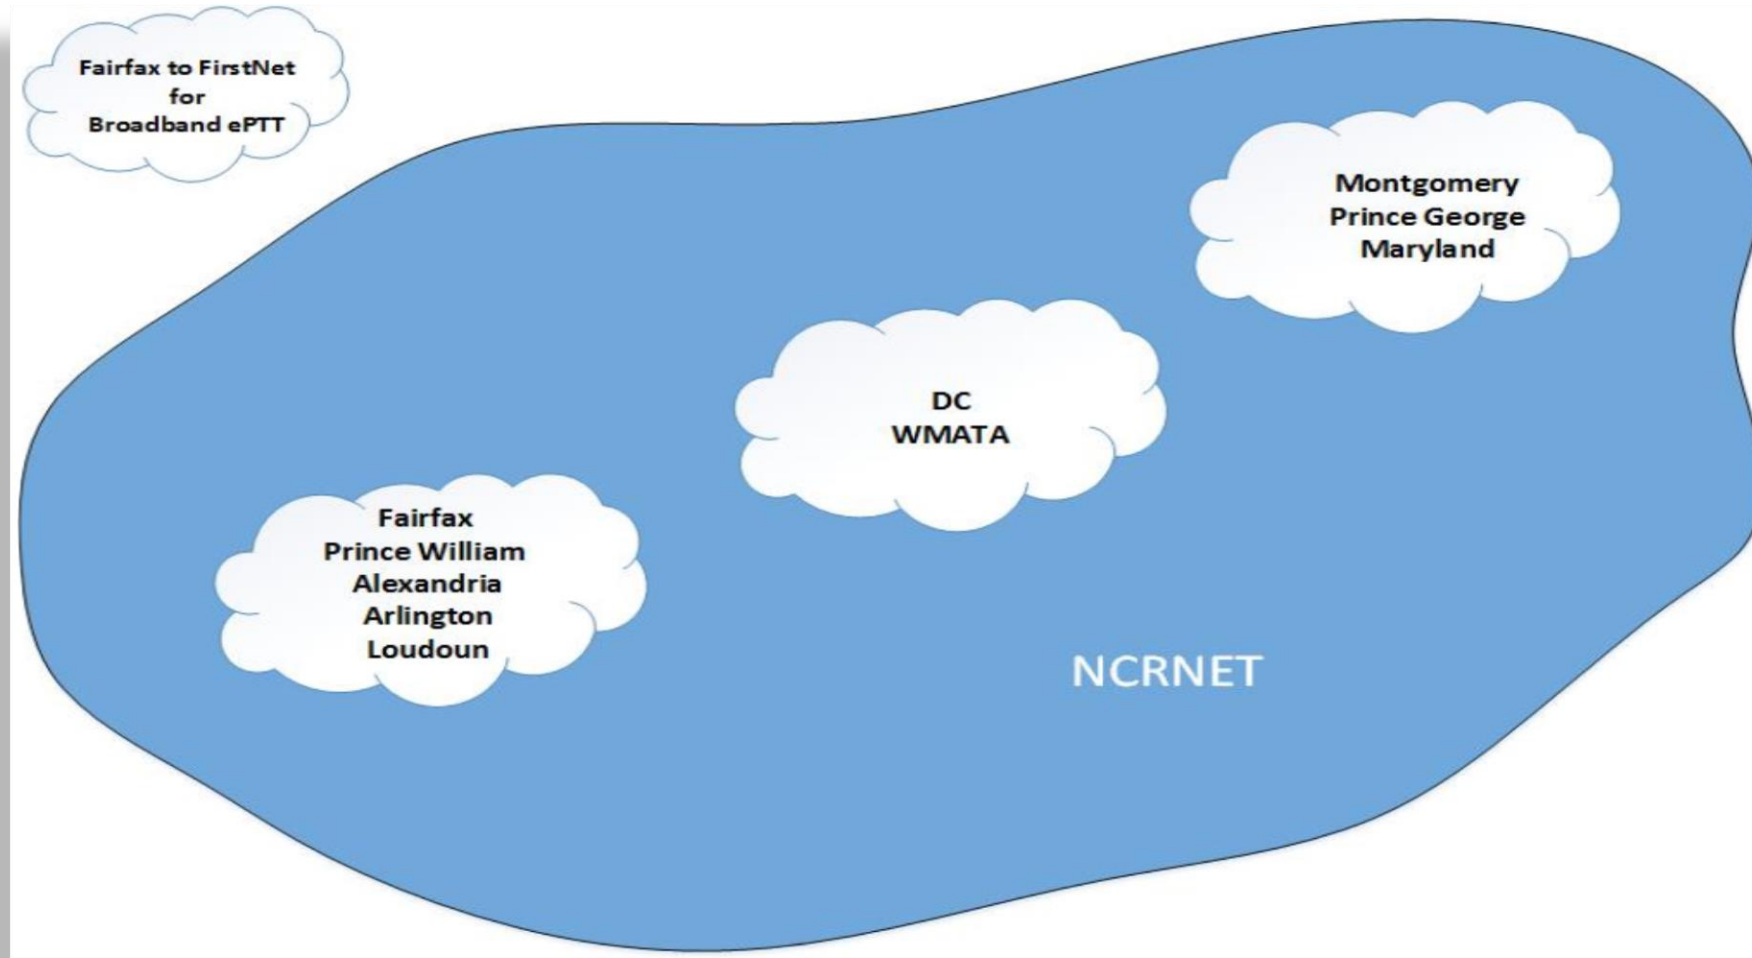 Fairfax to FirstNet
for
Broadband ePTT
Montgomery
Prince George
Maryland
DC
WMATA
Fairfax
Prince William
Alexandria
Arlington
Loudoun
NCRNET